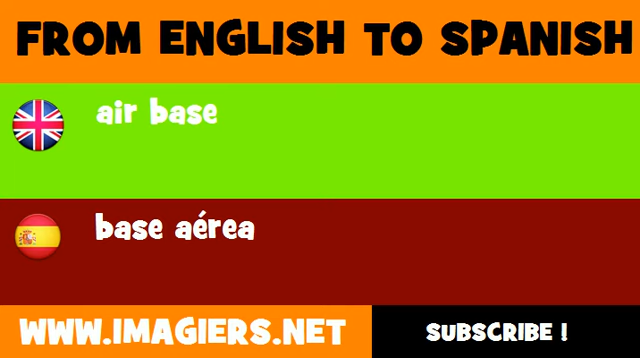 FROM ENGLISH TO SPANISH
air base
base aérea
WWW.IMAGIERS.NET
SUBSCRIBE !